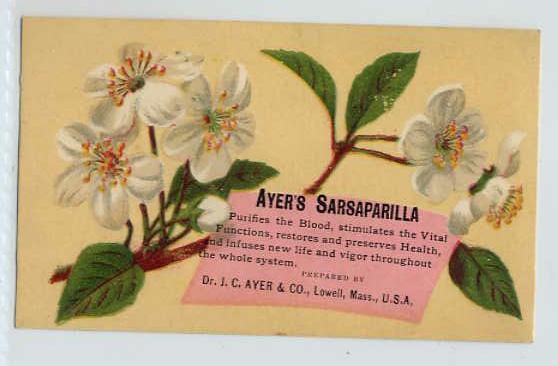 AYER'S SARSAPARILLA
Purifies the Blood, stimulates the Vital
Functions, restores and preserves Health,
and infuses new life and vigor throughout
the whole system.
PREPARED BY
Dr. J. C. AYER & CO., Lowell, Mass., U.S.A.